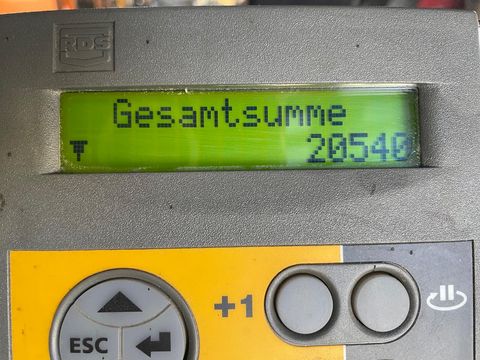 RDS
Gesamtsumme
20540
+1
ESC